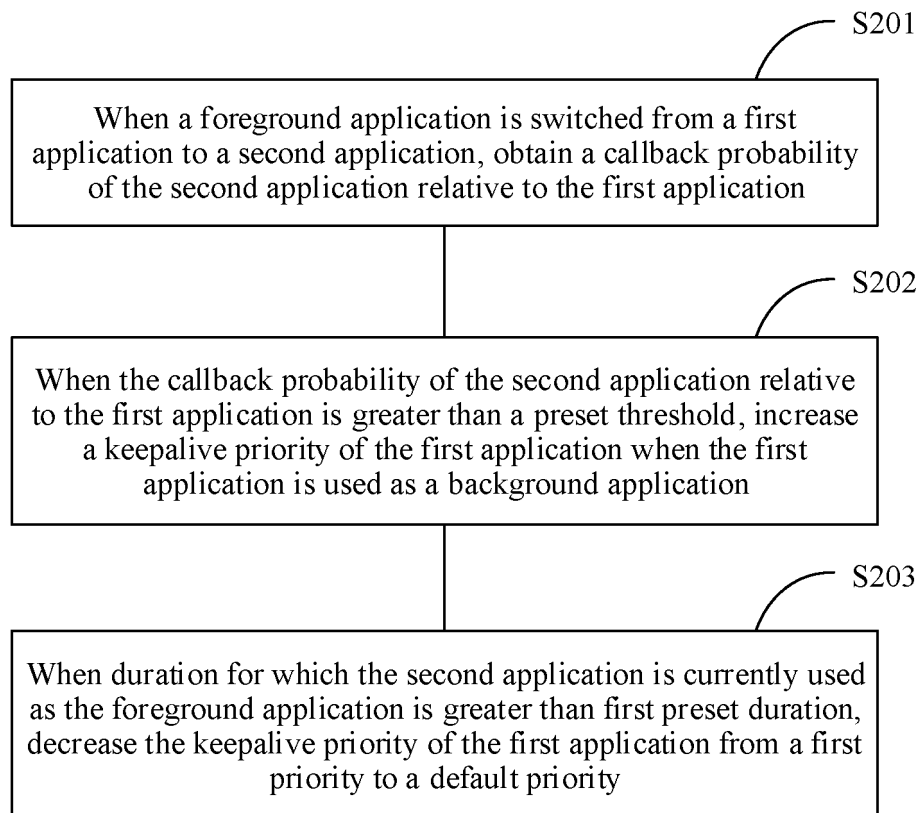 S201
When a foreground application is switched from a first
application to a second application, obtain a callback probability
of the second application relative to the first application
S202
When the callback probability of the second application relative
to the first application is greater than a preset threshold, increase
a keepalive priority of the first application when the first
application is used as a background application
S203
When duration for which the second application is currently used
as the foreground application is greater than first preset duration,
decrease the keepalive priority of the first application from a first
priority to a default priority